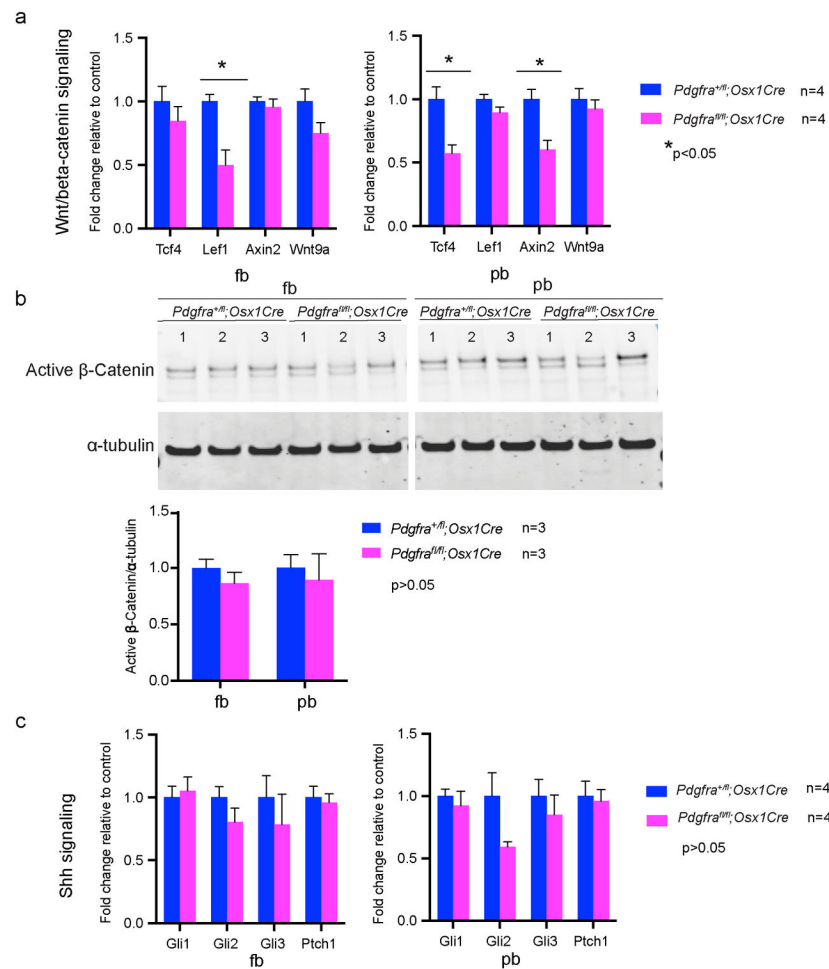 a
Wnt/beta-catenin signaling
Fold change relative to control
1.5
1.0
0.5
0.0
*
Tcf4 Lef1 Axin2 Wnt9a
fb
Fold change relative to control
1.5
1.0
0.5
0.0
* *
Tcf4 Lef1 Axin2 Wnt9a
pb
Pdgfra+/fl;Osx1Cre n=4
Pdgfrafl/fl;Osx1Cre n=4
*p<0.05
b
fb pb
Pdgfra+/fl;Osx1Cre Pdgfrafl/fl;Osx1Cre Pdgfra+/fl;Osx1Cre Pdgfrafl/fl;Osx1Cre
1 2 3 1 2 3 1 2 3 1 2 3
Active β-Catenin
α-tubulin
Active β-Catenin/α-tubulin
1.5
1.0
0.5
0.0
fb pb
Pdgfra+/fl;Osx1Cre n=3
Pdgfrafl/fl;Osx1Cre n=3
p>0.05
c
Shh signaling
Fold change relative to control
1.5
1.0
0.5
0.0
Gli1 Gli2 Gli3 Ptch1
fb
Fold change relative to control
1.5
1.0
0.5
0.0
Gli1 Gli2 Gli3 Ptch1
pb
Pdgfra+/fl;Osx1Cre n=4
Pdgfrafl/fl;Osx1Cre n=4
p>0.05